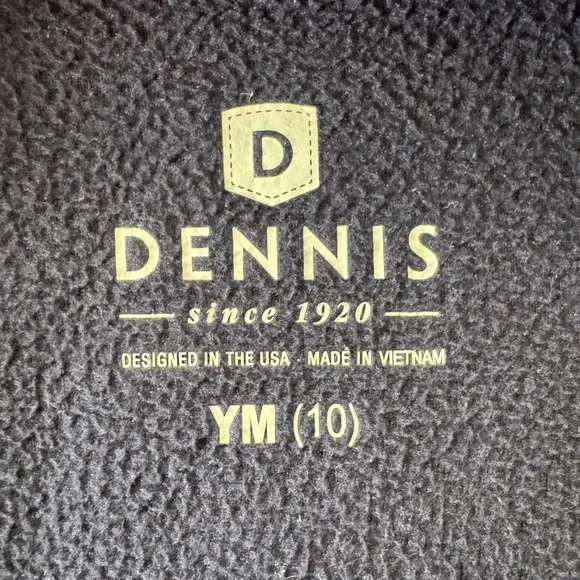 D
DENNIS
since 1920
DESIGNED IN THE USA · MADE IN VIETNAM
YM (10)